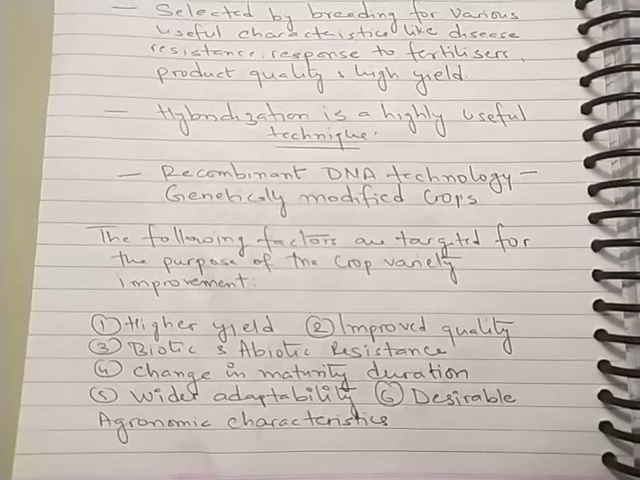 — Selected by breeding for various
useful characteristics like disease
resistance, response to fertilisers,
product quality & high yield
— Hybridization is a highly useful
technique.
— Recombinant DNA technology –
Geneticaly modified Crops
The following factors are targeted for
the purpose of the Crop variety
improvement:
① Higher yield ② Improved quality
③ Biotic & Abiotic Resistance
④ change in maturity duration
⑤ wider adaptability ⑥ Desirable
Agronomic characteristics